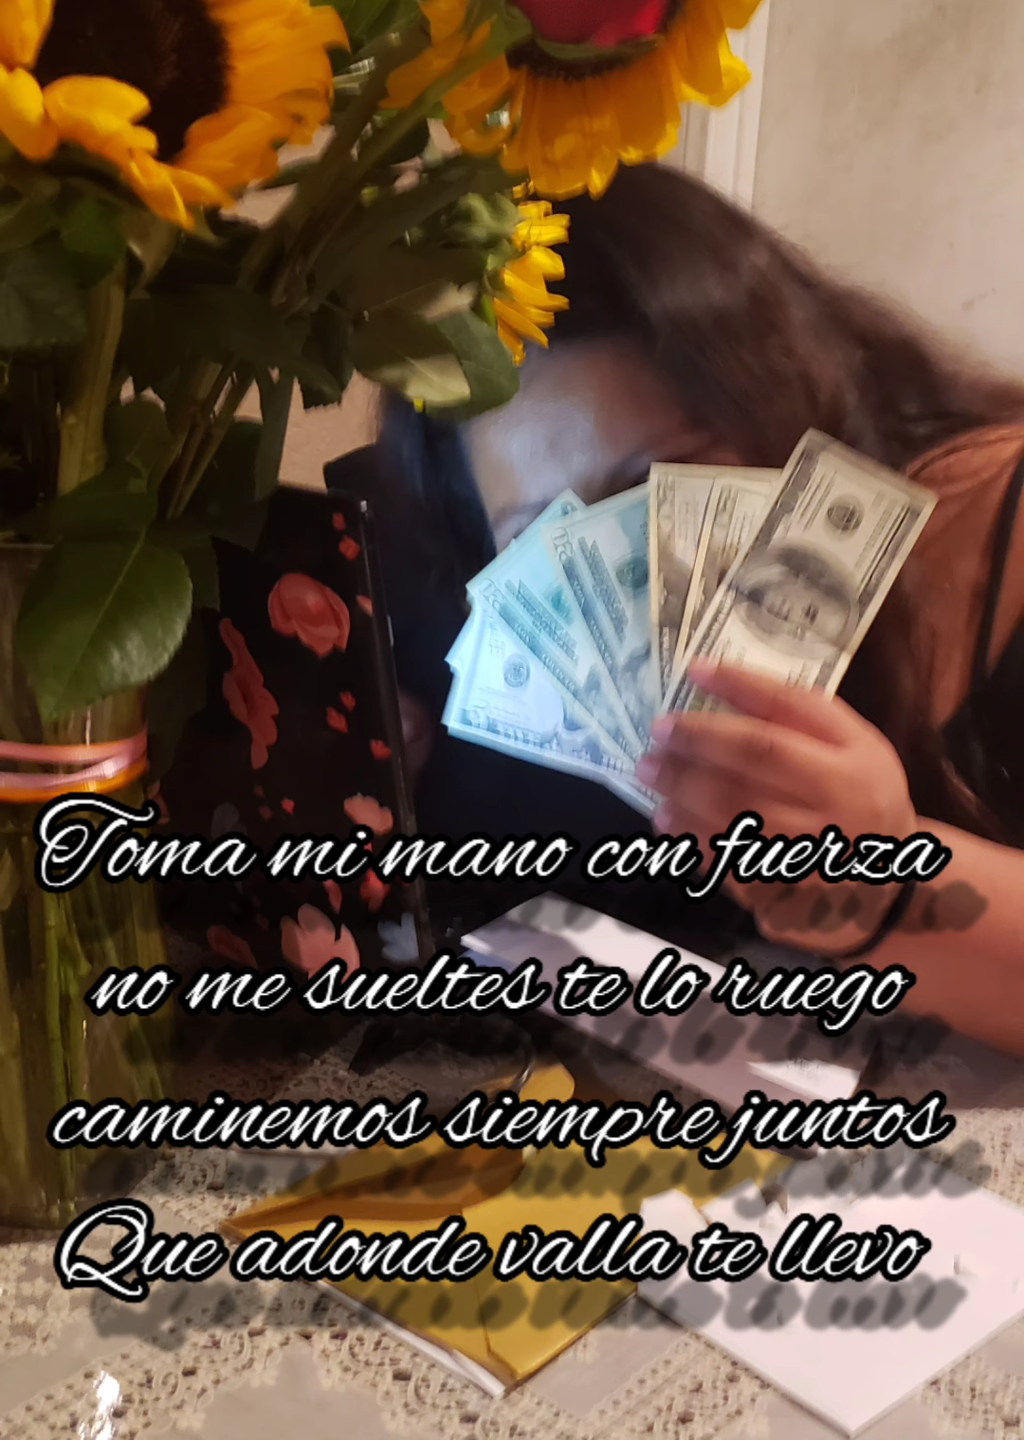 Toma mi mano con fuerza
no me sueltes te lo ruego
caminemos siempre juntos
Que adonde valla te llevo